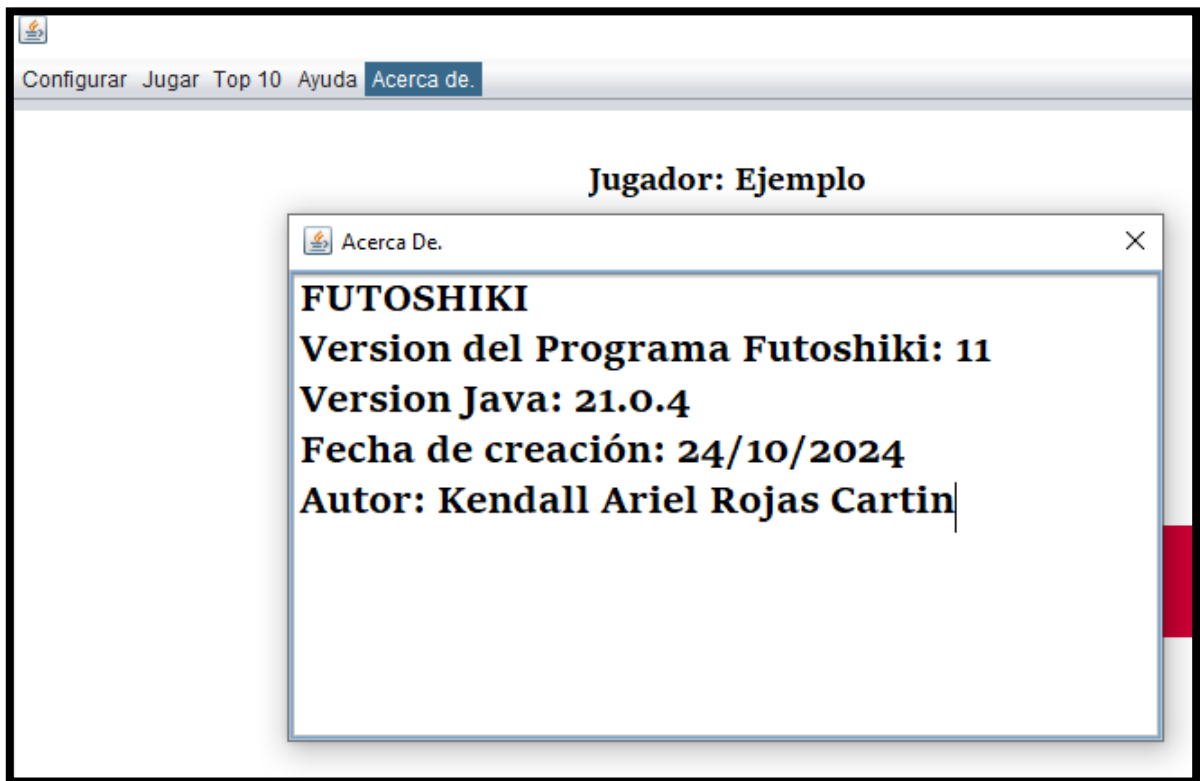 Configurar Jugar Top 10 Ayuda Acerca de.
Jugador: Ejemplo
Acerca De.
FUTOSHIKI
Version del Programa Futoshiki: 11
Version Java: 21.0.4
Fecha de creación: 24/10/2024
Autor: Kendall Ariel Rojas Cartin